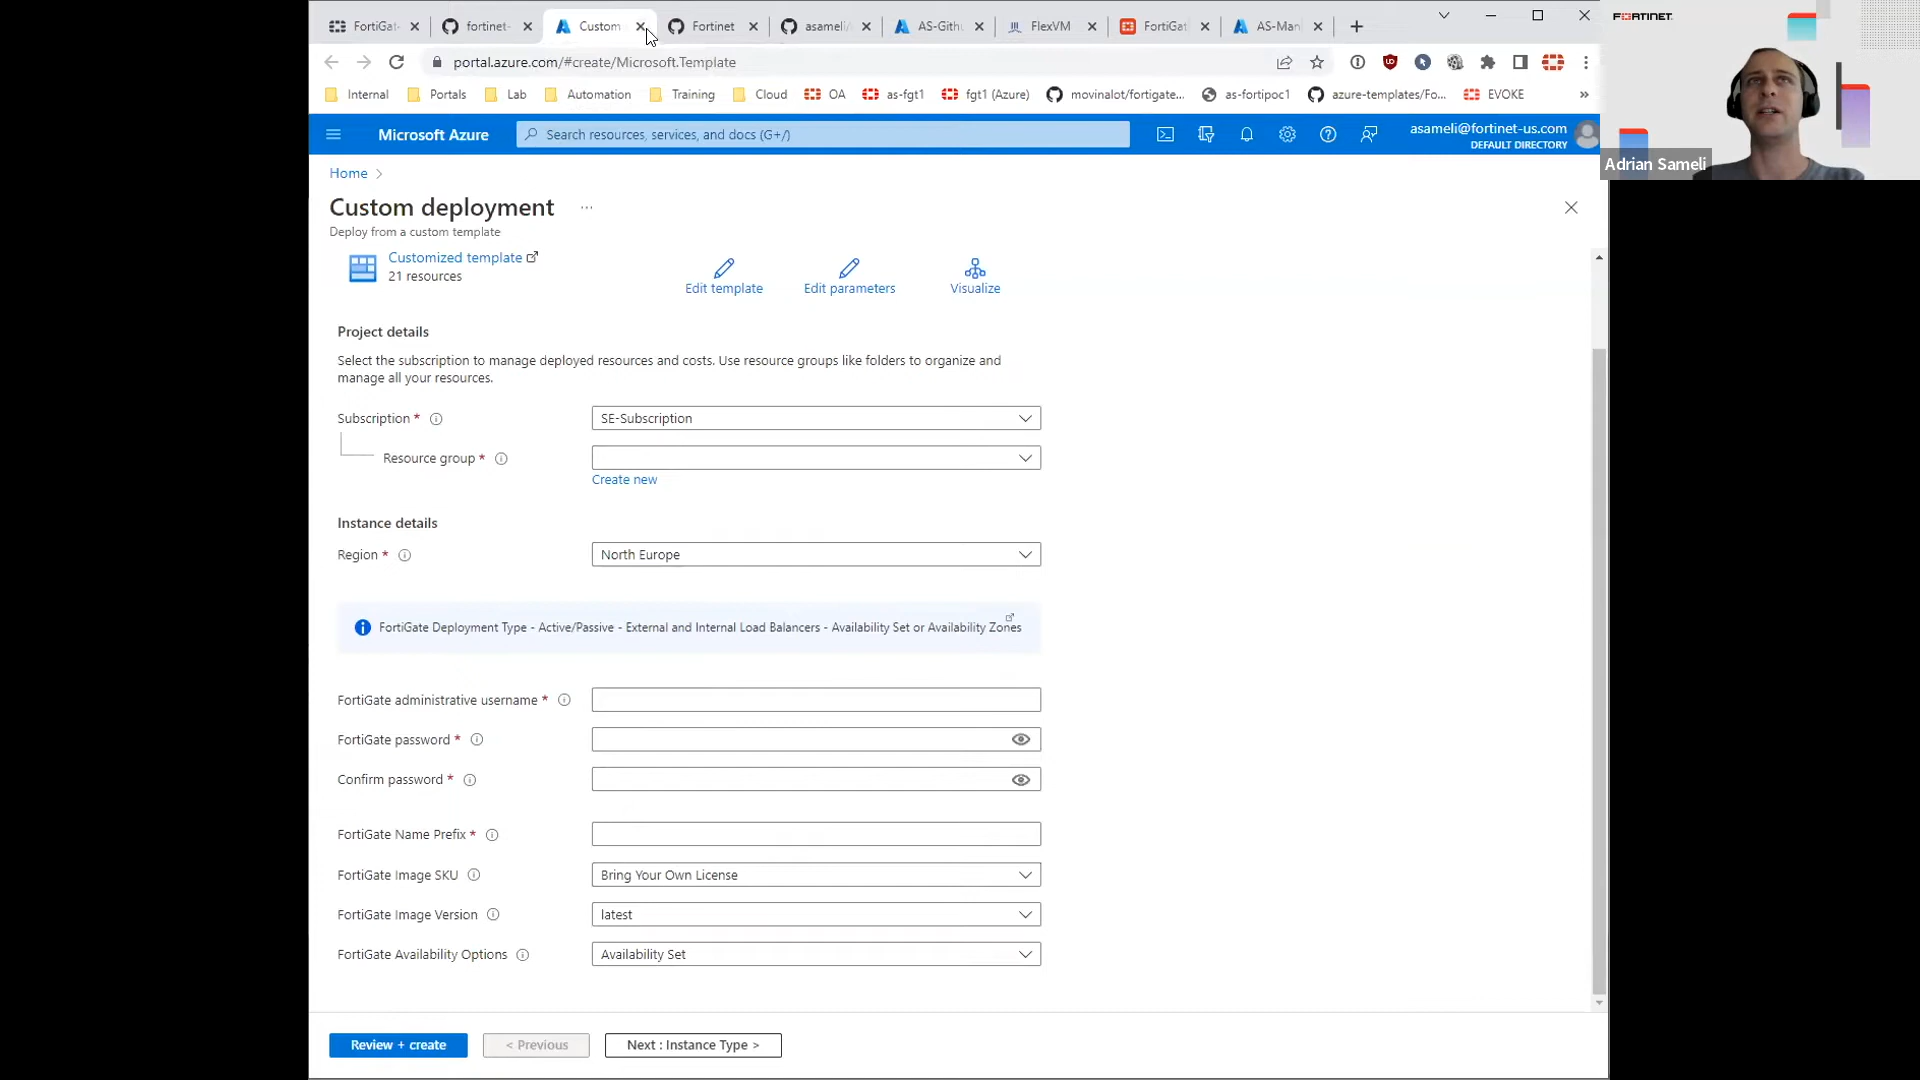 FortiGat
fortinet-
Custom
Fortinet
asameli/
AS-Gith
FlexVM
FortiGat
AS-Man
FORTINET
portal.azure.com/#create/Microsoft.Template
Internal
Portals
Lab
Automation
Training
Cloud
OA
as-fgt1
fgt1 (Azure)
movinalot/fortigate...
as-fortipoc1
azure-templates/Fo...
EVOKE
»
Microsoft Azure
Search resources, services, and docs (G+/)
asameli@fortinet-us.com
DEFAULT DIRECTORY
Adrian Sameli
Home >
Custom deployment ...
Deploy from a custom template
Customized template
21 resources
Edit template
Edit parameters
Visualize
Project details
Select the subscription to manage deployed resources and costs. Use resource groups like folders to organize and
manage all your resources.
Subscription *
SE-Subscription
Resource group *
Create new
Instance details
Region *
North Europe
FortiGate Deployment Type - Active/Passive - External and Internal Load Balancers - Availability Set or Availability Zones
FortiGate administrative username *
FortiGate password *
Confirm password *
FortiGate Name Prefix *
FortiGate Image SKU
Bring Your Own License
FortiGate Image Version
latest
FortiGate Availability Options
Availability Set
Review + create
< Previous
Next : Instance Type >